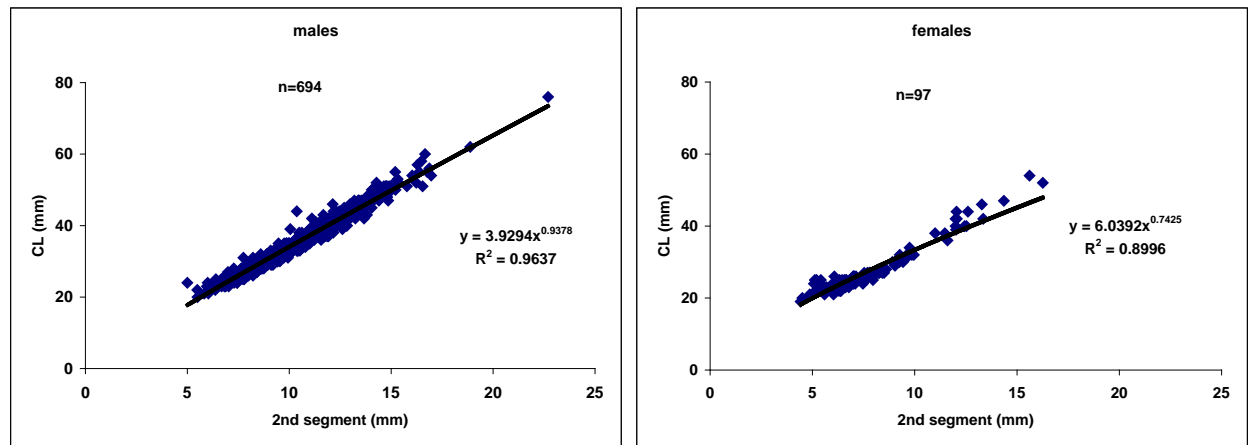 males
n=694
80
60
40
20
0
CL (mm)
y = 3.9294x^0.9378
R² = 0.9637
0 5 10 15 20 25
2nd segment (mm)
females
n=97
80
60
40
20
0
CL (mm)
y = 6.0392x^0.7425
R² = 0.8996
0 5 10 15 20 25
2nd segment (mm)